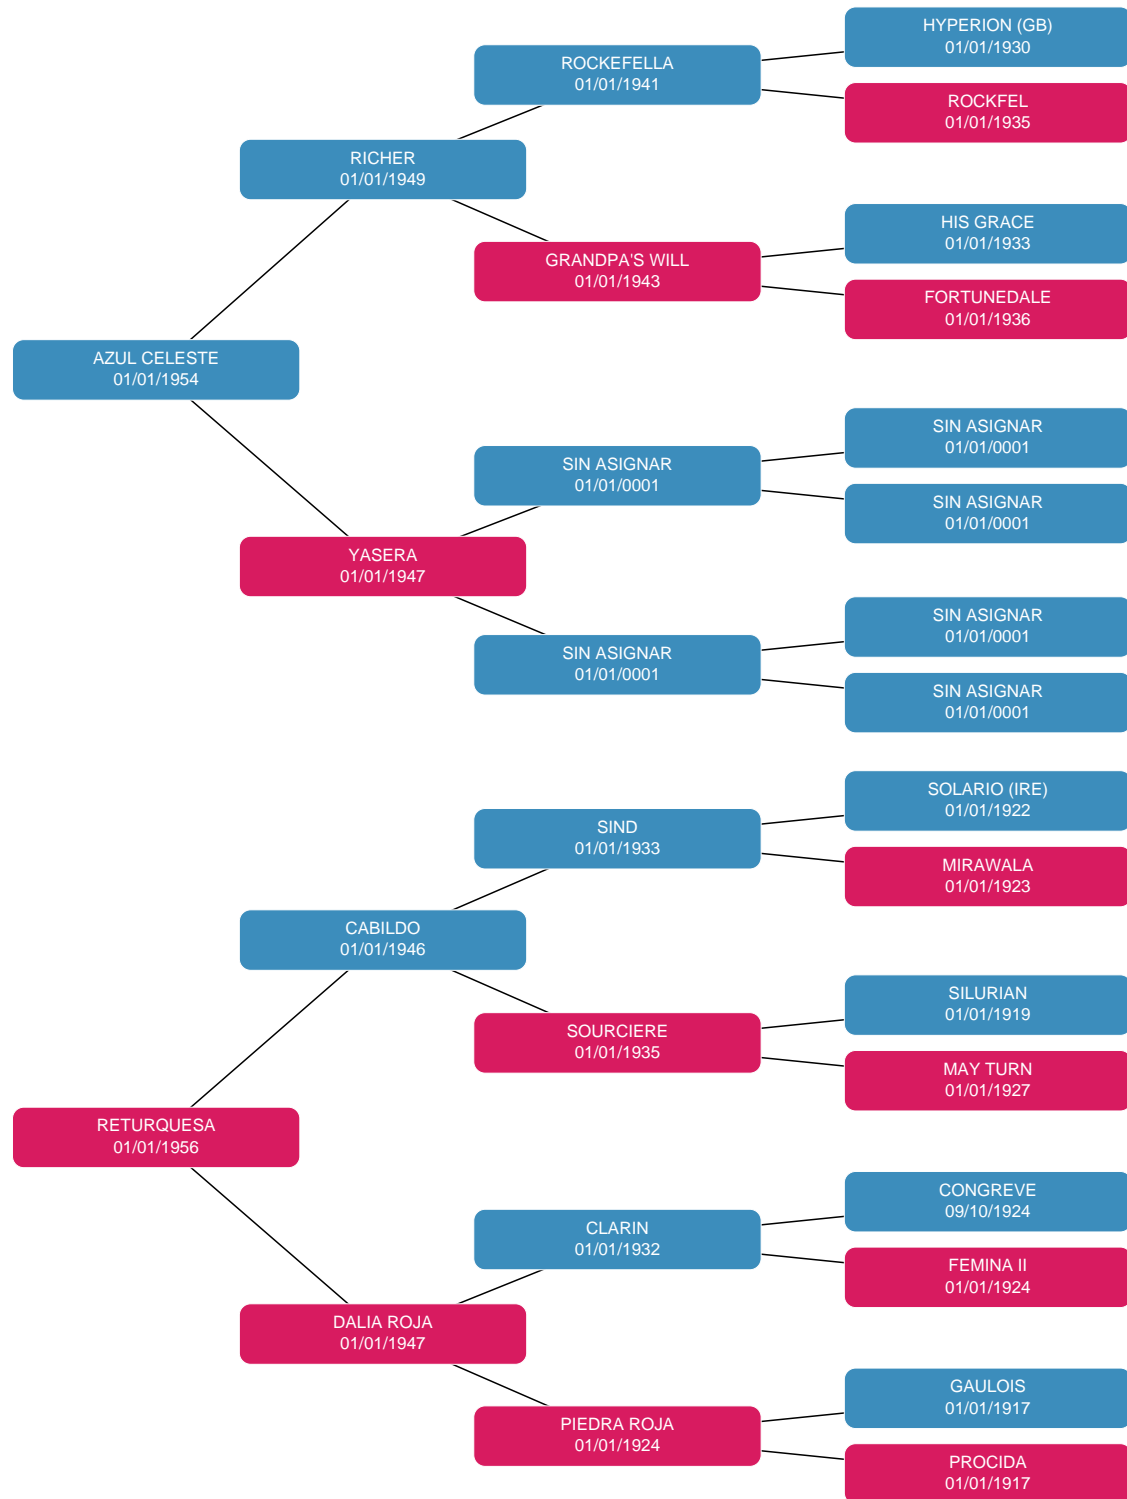 HYPERION (GB)
01/01/1930
ROCKEFELLA
01/01/1941
ROCKFEL
01/01/1935
RICHER
01/01/1949
HIS GRACE
01/01/1933
GRANDPA'S WILL
01/01/1943
FORTUNEDALE
01/01/1936
AZUL CELESTE
01/01/1954
SIN ASIGNAR
01/01/0001
SIN ASIGNAR
01/01/0001
SIN ASIGNAR
01/01/0001
YASERA
01/01/1947
SIN ASIGNAR
01/01/0001
SIN ASIGNAR
01/01/0001
SIN ASIGNAR
01/01/0001
SOLARIO (IRE)
01/01/1922
SIND
01/01/1933
MIRAWALA
01/01/1923
CABILDO
01/01/1946
SILURIAN
01/01/1919
SOURCIERE
01/01/1935
MAY TURN
01/01/1927
RETURQUESA
01/01/1956
CONGREVE
09/10/1924
CLARIN
01/01/1932
FEMINA II
01/01/1924
DALIA ROJA
01/01/1947
GAULOIS
01/01/1917
PIEDRA ROJA
01/01/1924
PROCIDA
01/01/1917